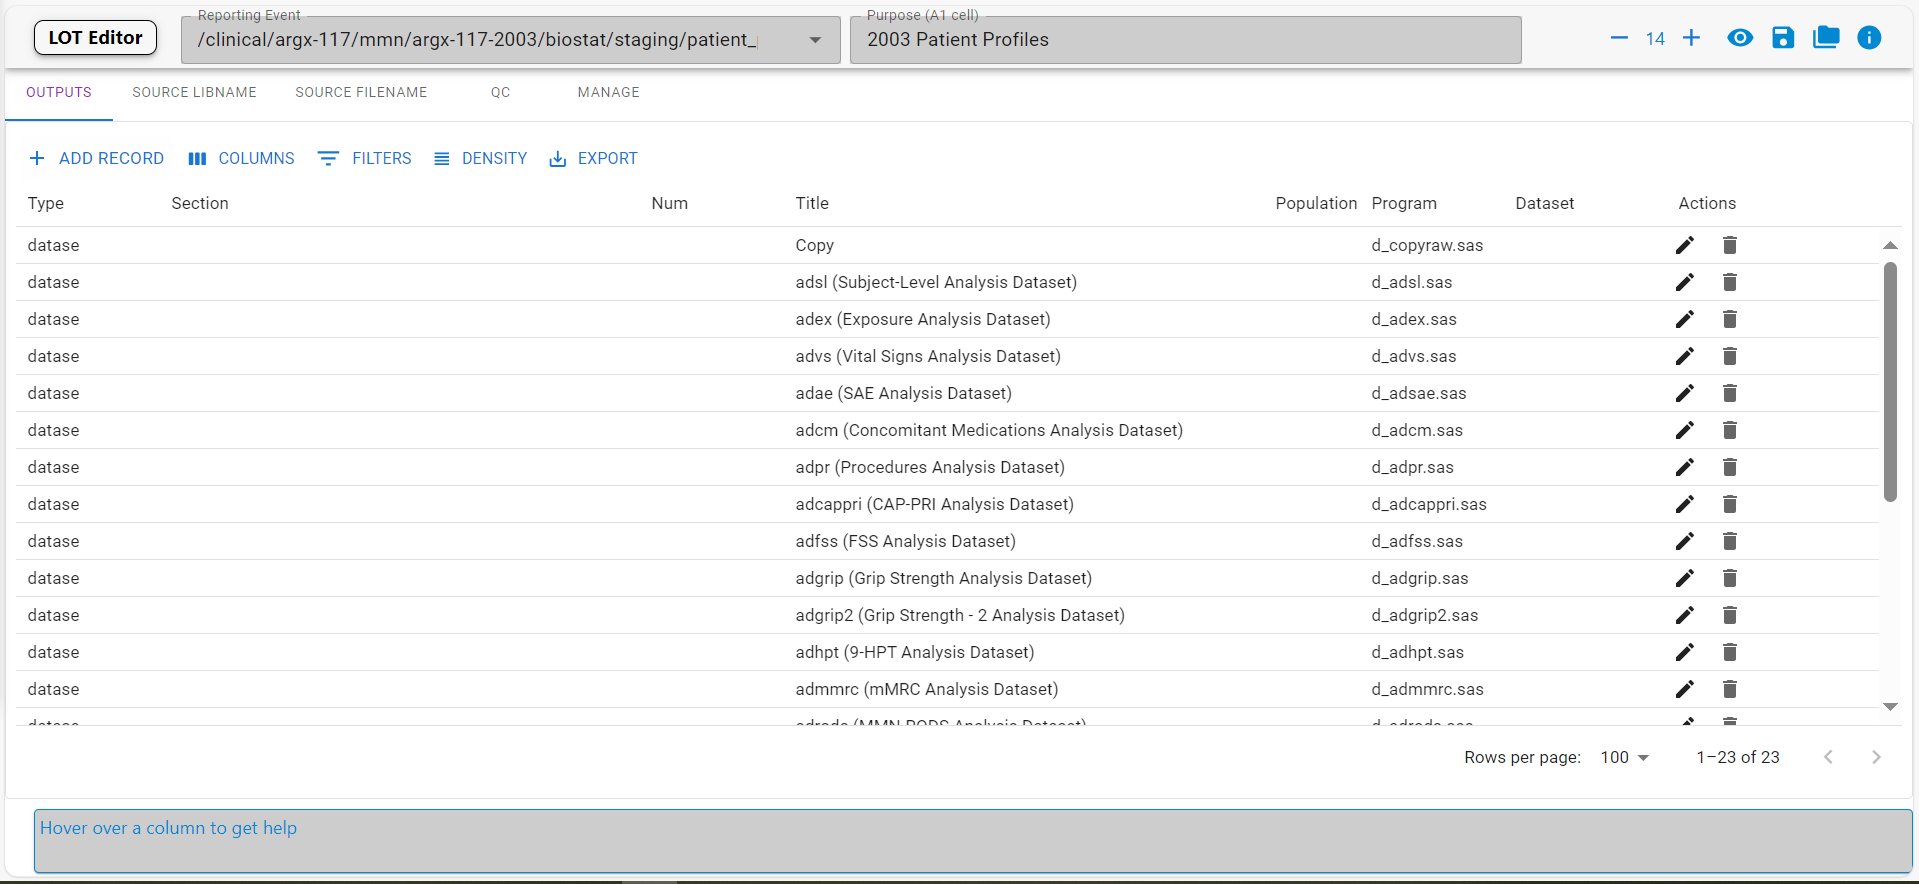 LOT Editor
Reporting Event
/clinical/argx-117/mmn/argx-117-2003/biostat/staging/patient_
Purpose (A1 cell)
2003 Patient Profiles
14
OUTPUTS SOURCE LIBNAME SOURCE FILENAME QC MANAGE
ADD RECORD COLUMNS FILTERS DENSITY EXPORT
Type Section Num Title Population Program Dataset Actions
datase Copy d_copyraw.sas
datase adsl (Subject-Level Analysis Dataset) d_adsl.sas
datase adex (Exposure Analysis Dataset) d_adex.sas
datase advs (Vital Signs Analysis Dataset) d_advs.sas
datase adae (SAE Analysis Dataset) d_adsae.sas
datase adcm (Concomitant Medications Analysis Dataset) d_adcm.sas
datase adpr (Procedures Analysis Dataset) d_adpr.sas
datase adcappri (CAP-PRI Analysis Dataset) d_adcappri.sas
datase adfss (FSS Analysis Dataset) d_adfss.sas
datase adgrip (Grip Strength Analysis Dataset) d_adgrip.sas
datase adgrip2 (Grip Strength - 2 Analysis Dataset) d_adgrip2.sas
datase adhpt (9-HPT Analysis Dataset) d_adhpt.sas
datase admmrc (mMRC Analysis Dataset) d_admmrc.sas
datase (MMN-RODS Analysis Dataset)
Rows per page: 100 1–23 of 23
Hover over a column to get help